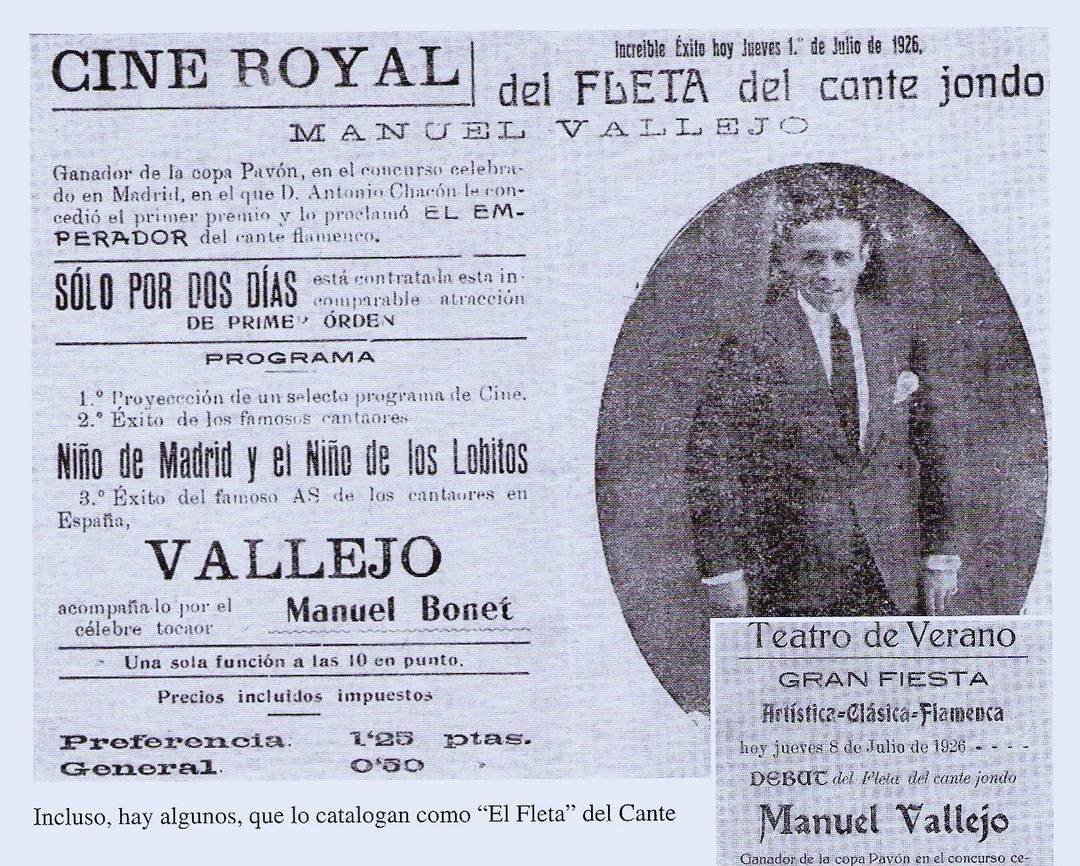 CINE ROYAL
Increible Éxito hoy Jueves 1.º de Julio de 1926,
del FLETA del cante jondo
MANUEL VALLEJO
Ganador de la copa Pavón, en el concurso celebra-
do en Madrid, en el que D. Antonio Chacón le con-
cedió el primer premio y lo proclamó EL EM-
PERADOR del cante flamenco.
SÓLO POR DOS DÍAS
está contratada esta in-
comparable atracción
DE PRIMER ÓRDEN
PROGRAMA
1.º Proyeccción de un selecto programa de Cine.
2.º Éxito de los famosos cantaores
Niño de Madrid y el Niño de los Lobitos
3.º Éxito del famoso AS de los cantaores en
España,
VALLEJO
acompañalo por el
célebre tocaor
Manuel Bonet
Una sola función a las 10 en punto.
Precios incluidos impuestos
Preferencia. 1'25 ptas.
General. 0'50 »
Teatro de Verano
GRAN FIESTA
Artística-Clásica-Flamenca
hoy jueves 8 de Julio de 1926 - - - -
DEBUT del Fleta del cante jondo
Manuel Vallejo
Ganador de la copa Pavón en el concurso ce-
Incluso, hay algunos, que lo catalogan como “El Fleta” del Cante